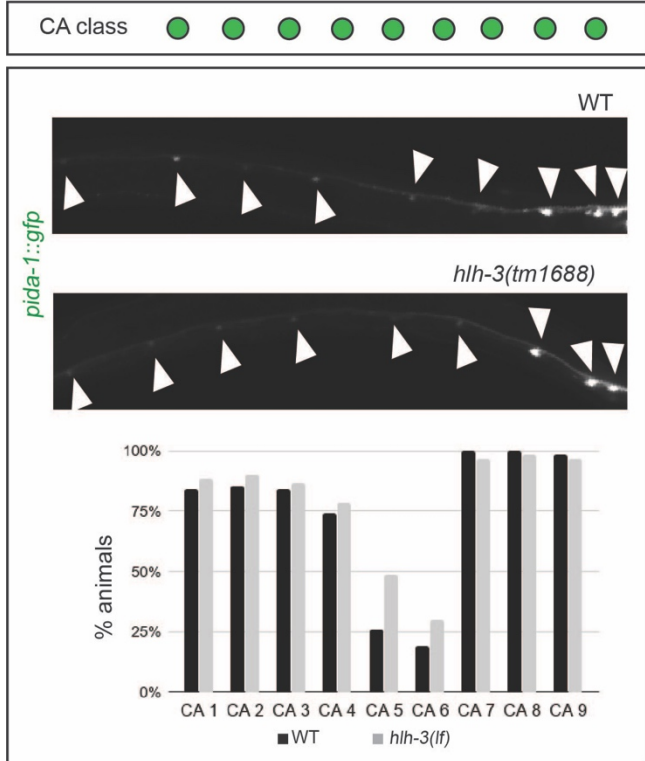 CA class
WT
pida-1::gfp
hlh-3(tm1688)
% animals
100%
75%
50%
25%
0%
CA 1 CA 2 CA 3 CA 4 CA 5 CA 6 CA 7 CA 8 CA 9
WT hlh-3(lf)